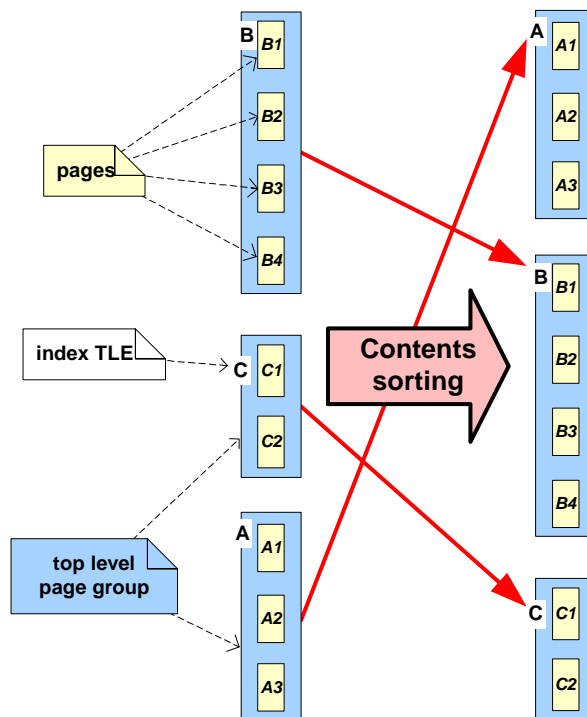 B
B1
B2
B3
B4
pages
index TLE
C
C1
C2
top level
page group
A
A1
A2
A3
Contents
sorting
A
A1
A2
A3
B
B1
B2
B3
B4
C
C1
C2